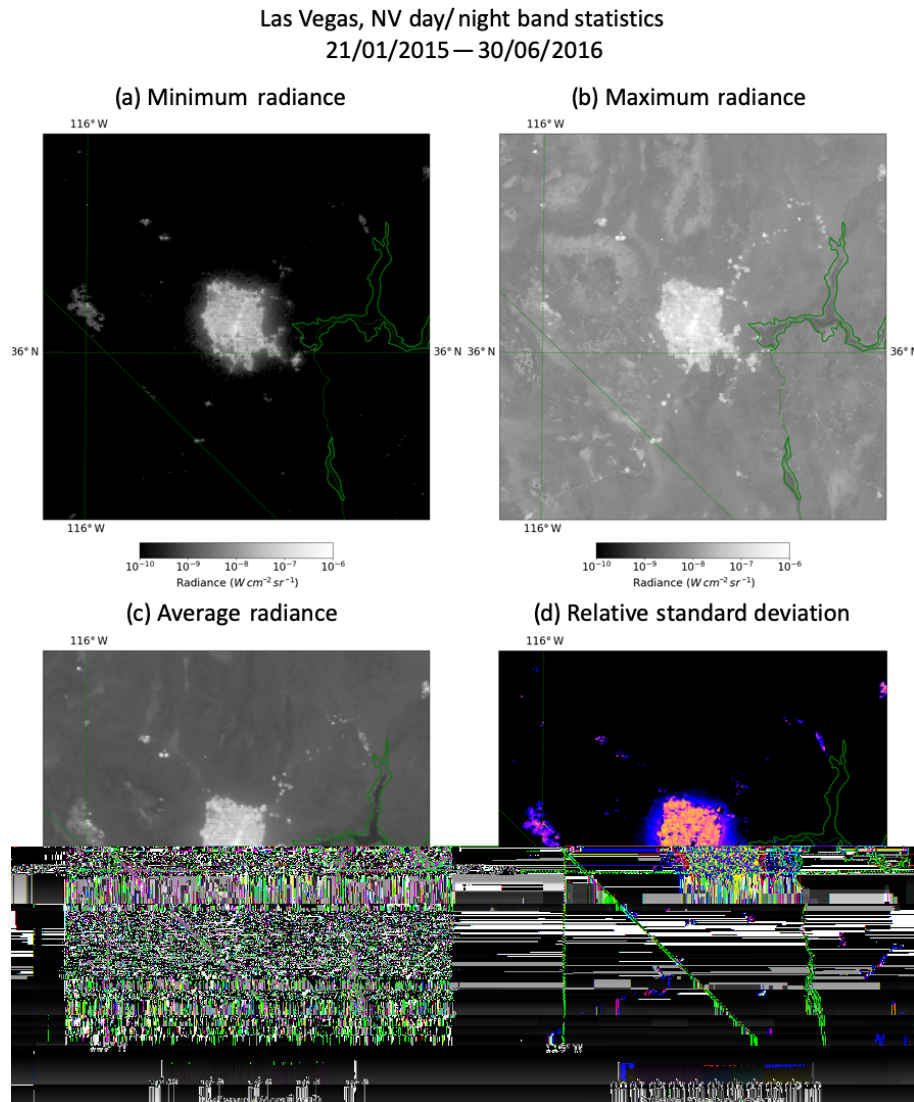 Las Vegas, NV day/night band statistics
21/01/2015 — 30/06/2016
(a) Minimum radiance
(b) Maximum radiance
116° W
116° W
36° N
36° N
36° N
116° W
116° W
10⁻¹⁰ 10⁻⁹ 10⁻⁸ 10⁻⁷ 10⁻⁶
10⁻¹⁰ 10⁻⁹ 10⁻⁸ 10⁻⁷ 10⁻⁶
Radiance (W cm⁻² sr⁻¹)
Radiance (W cm⁻² sr⁻¹)
(c) Average radiance
(d) Relative standard deviation
116° W
116° W